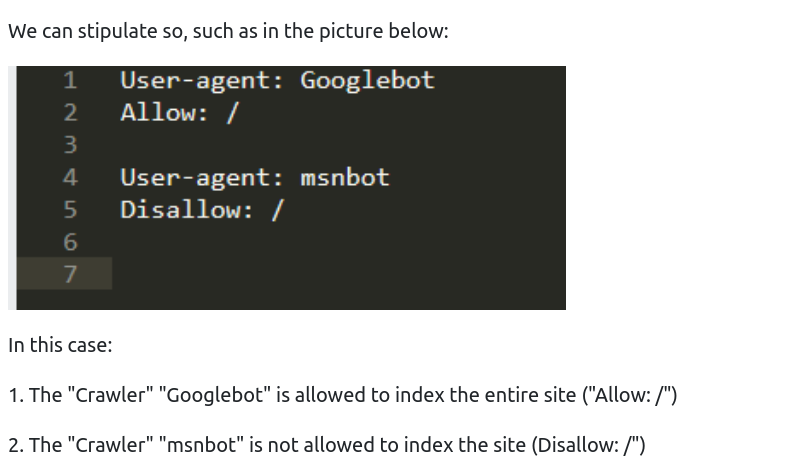 We can stipulate so, such as in the picture below:
1 User-agent: Googlebot
2 Allow: /
3
4 User-agent: msnbot
5 Disallow: /
6
7
In this case:
1. The "Crawler" "Googlebot" is allowed to index the entire site ("Allow: /")
2. The "Crawler" "msnbot" is not allowed to index the site (Disallow: /")